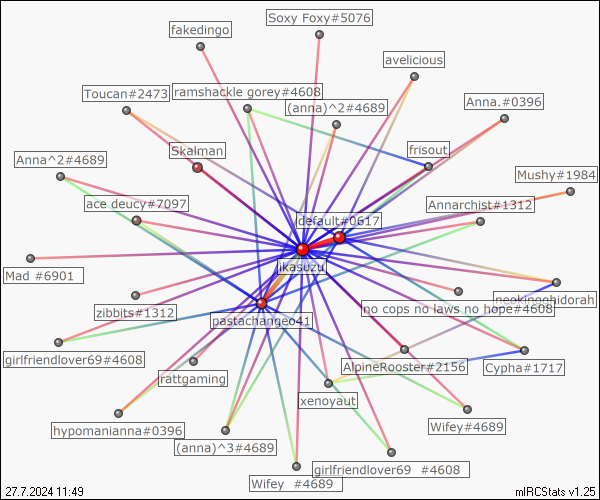 Soxy Foxy#5076
fakedingo
avelicious
Toucan#2473
ramshackle gorey#4608
(anna)^2#4689
Anna.#0396
Skalman
frisout
Anna^2#4689
Mushy#1984
ace deucy#7097
Annarchist#1312
default#0617
ikasuzu
Mad #6901
neokingghidorah
no cops no laws no hope#4608
zibbits#1312
pastachangeo41
girlfriendlover69#4608
AlpineRooster#2156
Cypha#1717
rattgaming
xenoyaut
hypomanianna#0396
Wifey#4689
(anna)^3#4689
girlfriendlover69 #4608
Wifey #4689
27.7.2024 11:49
mIRCStats v1.25